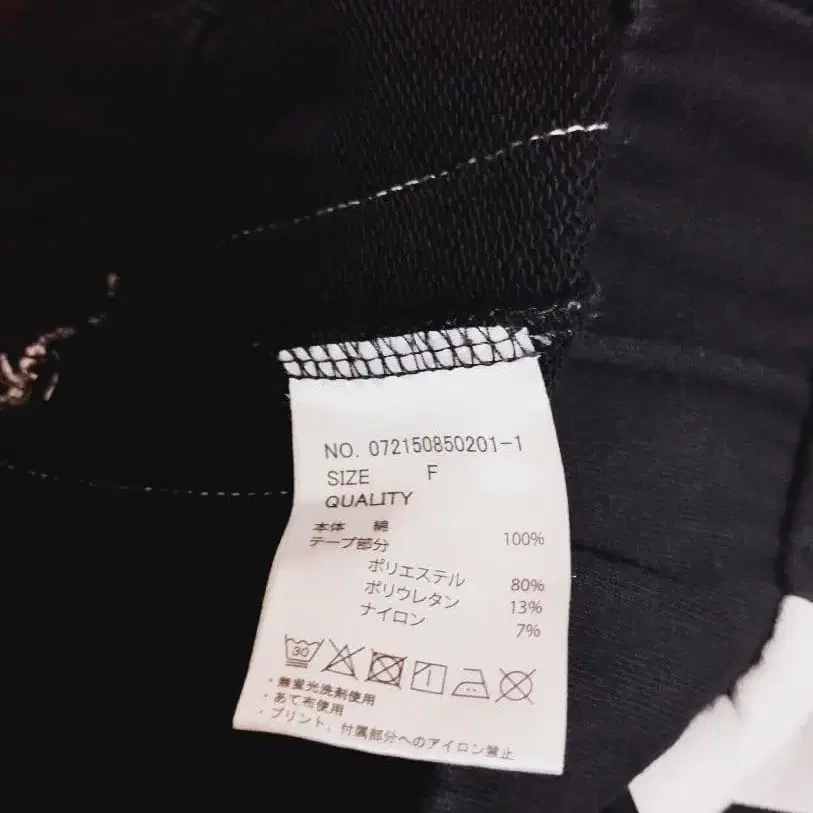 NO. 072150850201-1
SIZE F
QUALITY
本体 綿 100%
テープ部分
ポリエステル 80%
ポリウレタン 13%
ナイロン 7%
30
・無蛍光洗剤使用
・あて布使用
・プリント、付属部分へのアイロン禁止